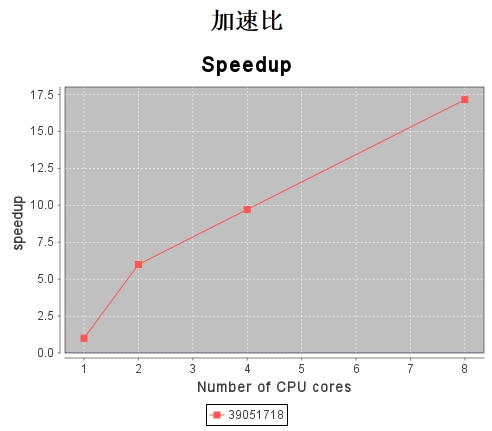 加速比
Speedup
17.5
15.0
12.5
10.0
7.5
5.0
2.5
0.0
speedup
1 2 3 4 5 6 7 8
Number of CPU cores
39051718